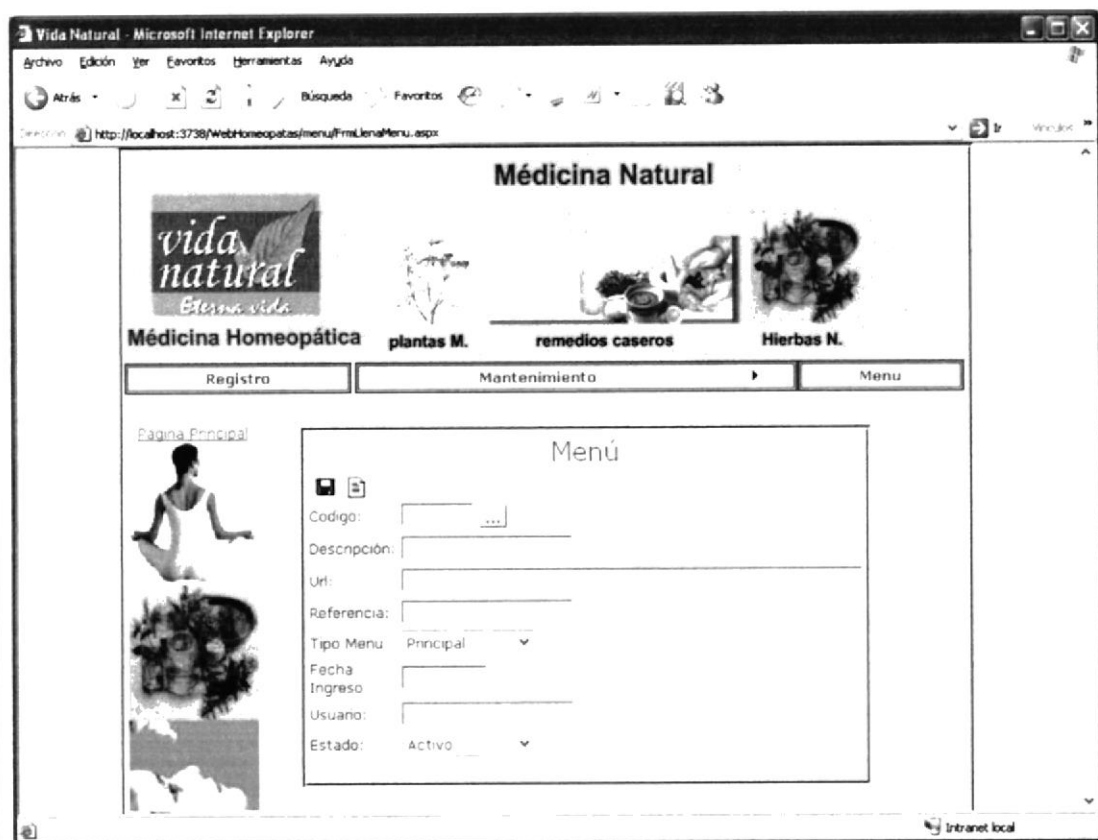 Vida Natural - Microsoft Internet Explorer
Archivo Edición Ver Favoritos Herramientas Ayuda
Atrás Búsqueda Favoritos
Dirección http://localhost:3738/WebHomeopatas/menu/FrmLlenaMenu.aspx Ir Vínculos »
Médicina Natural
vida
natural
Eterna vida
Médicina Homeopática plantas M. remedios caseros Hierbas N.
Registro Mantenimiento Menu
Pagina Principal
Menú
Codigo: ...
Descripción:
Url:
Referencia:
Tipo Menu Principal
Fecha
Ingreso
Usuario:
Estado: Activo
Intranet local